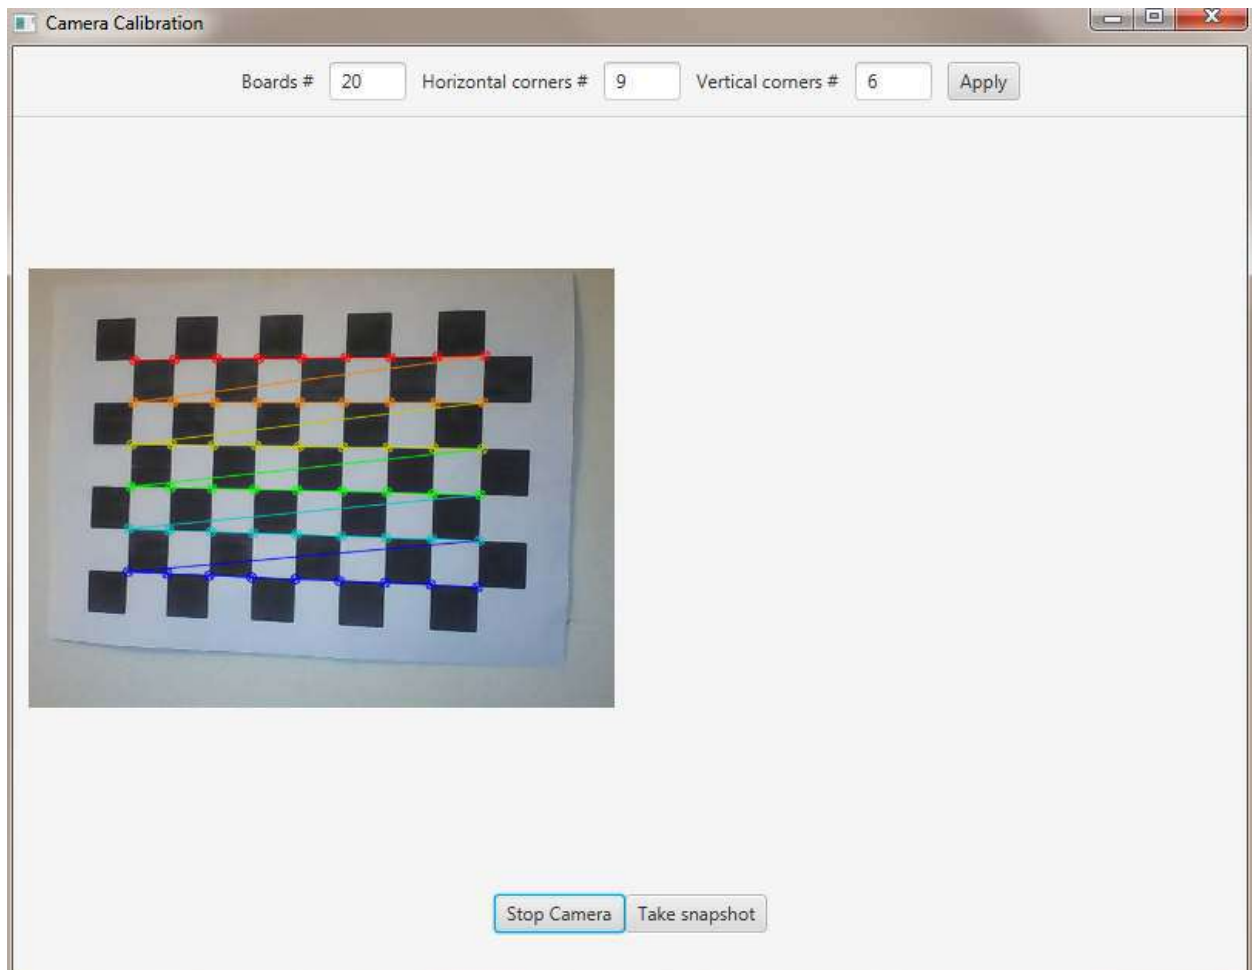 Camera Calibration
Boards # 20 Horizontal corners # 9 Vertical corners # 6 Apply
Stop Camera Take snapshot